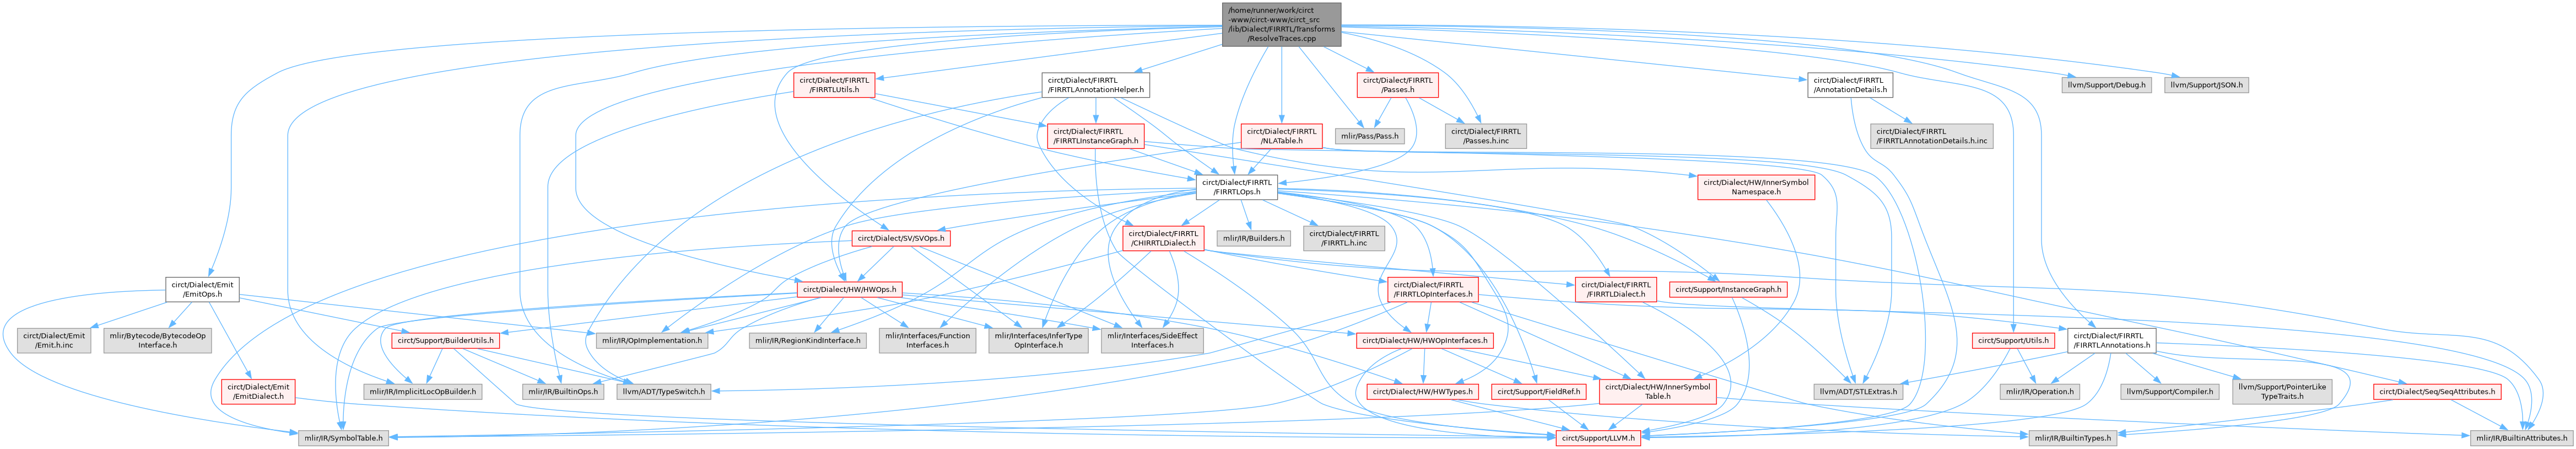 /home/runner/work/circt
-www/circt-www/circt_src
/lib/Dialect/FIRRTL/Transforms
/ResolveTraces.cpp
circt/Dialect/FIRRTL
/FIRRTLUtils.h
circt/Dialect/FIRRTL
/FIRRTLAnnotationHelper.h
circt/Dialect/FIRRTL
/Passes.h
circt/Dialect/FIRRTL
/AnnotationDetails.h
llvm/Support/Debug.h
llvm/Support/JSON.h
circt/Dialect/FIRRTL
/FIRRTLInstanceGraph.h
circt/Dialect/FIRRTL
/NLATable.h
mlir/Pass/Pass.h
circt/Dialect/FIRRTL
/Passes.h.inc
circt/Dialect/FIRRTL
/FIRRTLAnnotationDetails.h.inc
circt/Dialect/FIRRTL
/FIRRTLOps.h
circt/Dialect/HW/InnerSymbol
Namespace.h
circt/Dialect/SV/SVOps.h
circt/Dialect/FIRRTL
/CHIRRTLDialect.h
mlir/IR/Builders.h
circt/Dialect/FIRRTL
/FIRRTL.h.inc
circt/Dialect/Emit
/EmitOps.h
circt/Dialect/HW/HWOps.h
circt/Dialect/FIRRTL
/FIRRTLOpInterfaces.h
circt/Dialect/FIRRTL
/FIRRTLDialect.h
circt/Support/InstanceGraph.h
circt/Dialect/Emit
/Emit.h.inc
mlir/Bytecode/BytecodeOp
Interface.h
circt/Support/BuilderUtils.h
mlir/IR/OpImplementation.h
mlir/IR/RegionKindInterface.h
mlir/Interfaces/Function
Interfaces.h
mlir/Interfaces/InferType
OpInterface.h
mlir/Interfaces/SideEffect
Interfaces.h
circt/Dialect/HW/HWOpInterfaces.h
circt/Support/Utils.h
circt/Dialect/FIRRTL
/FIRRTLAnnotations.h
circt/Dialect/Emit
/EmitDialect.h
mlir/IR/ImplicitLocOpBuilder.h
mlir/IR/BuiltinOps.h
llvm/ADT/TypeSwitch.h
circt/Dialect/HW/HWTypes.h
circt/Support/FieldRef.h
circt/Dialect/HW/InnerSymbol
Table.h
llvm/ADT/STLExtras.h
mlir/IR/Operation.h
llvm/Support/Compiler.h
llvm/Support/PointerLike
TypeTraits.h
circt/Dialect/Seq/SeqAttributes.h
mlir/IR/SymbolTable.h
circt/Support/LLVM.h
mlir/IR/BuiltinTypes.h
mlir/IR/BuiltinAttributes.h